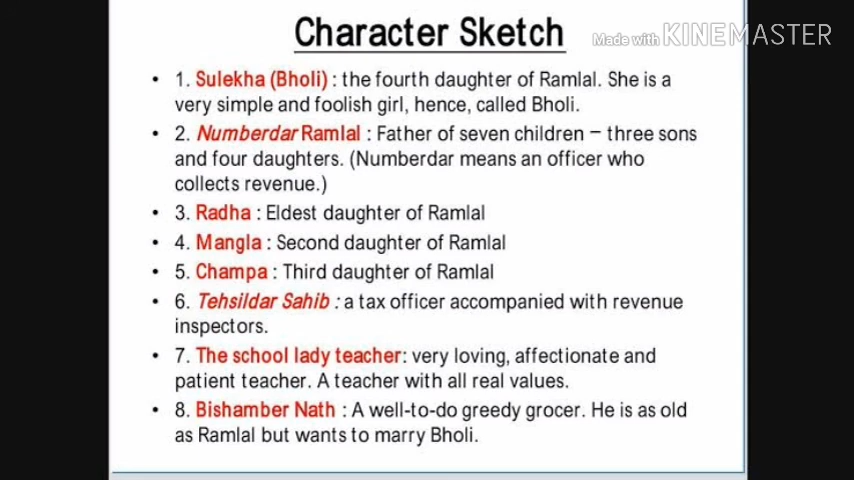 Character Sketch
Made with KINEMASTER
• 1. Sulekha (Bholi) : the fourth daughter of Ramlal. She is a
very simple and foolish girl, hence, called Bholi.
• 2. Numberdar Ramlal : Father of seven children – three sons
and four daughters. (Numberdar means an officer who
collects revenue.)
• 3. Radha : Eldest daughter of Ramlal
• 4. Mangla : Second daughter of Ramlal
• 5. Champa : Third daughter of Ramlal
• 6. Tehsildar Sahib : a tax officer accompanied with revenue
inspectors.
• 7. The school lady teacher: very loving, affectionate and
patient teacher. A teacher with all real values.
• 8. Bishamber Nath : A well-to-do greedy grocer. He is as old
as Ramlal but wants to marry Bholi.